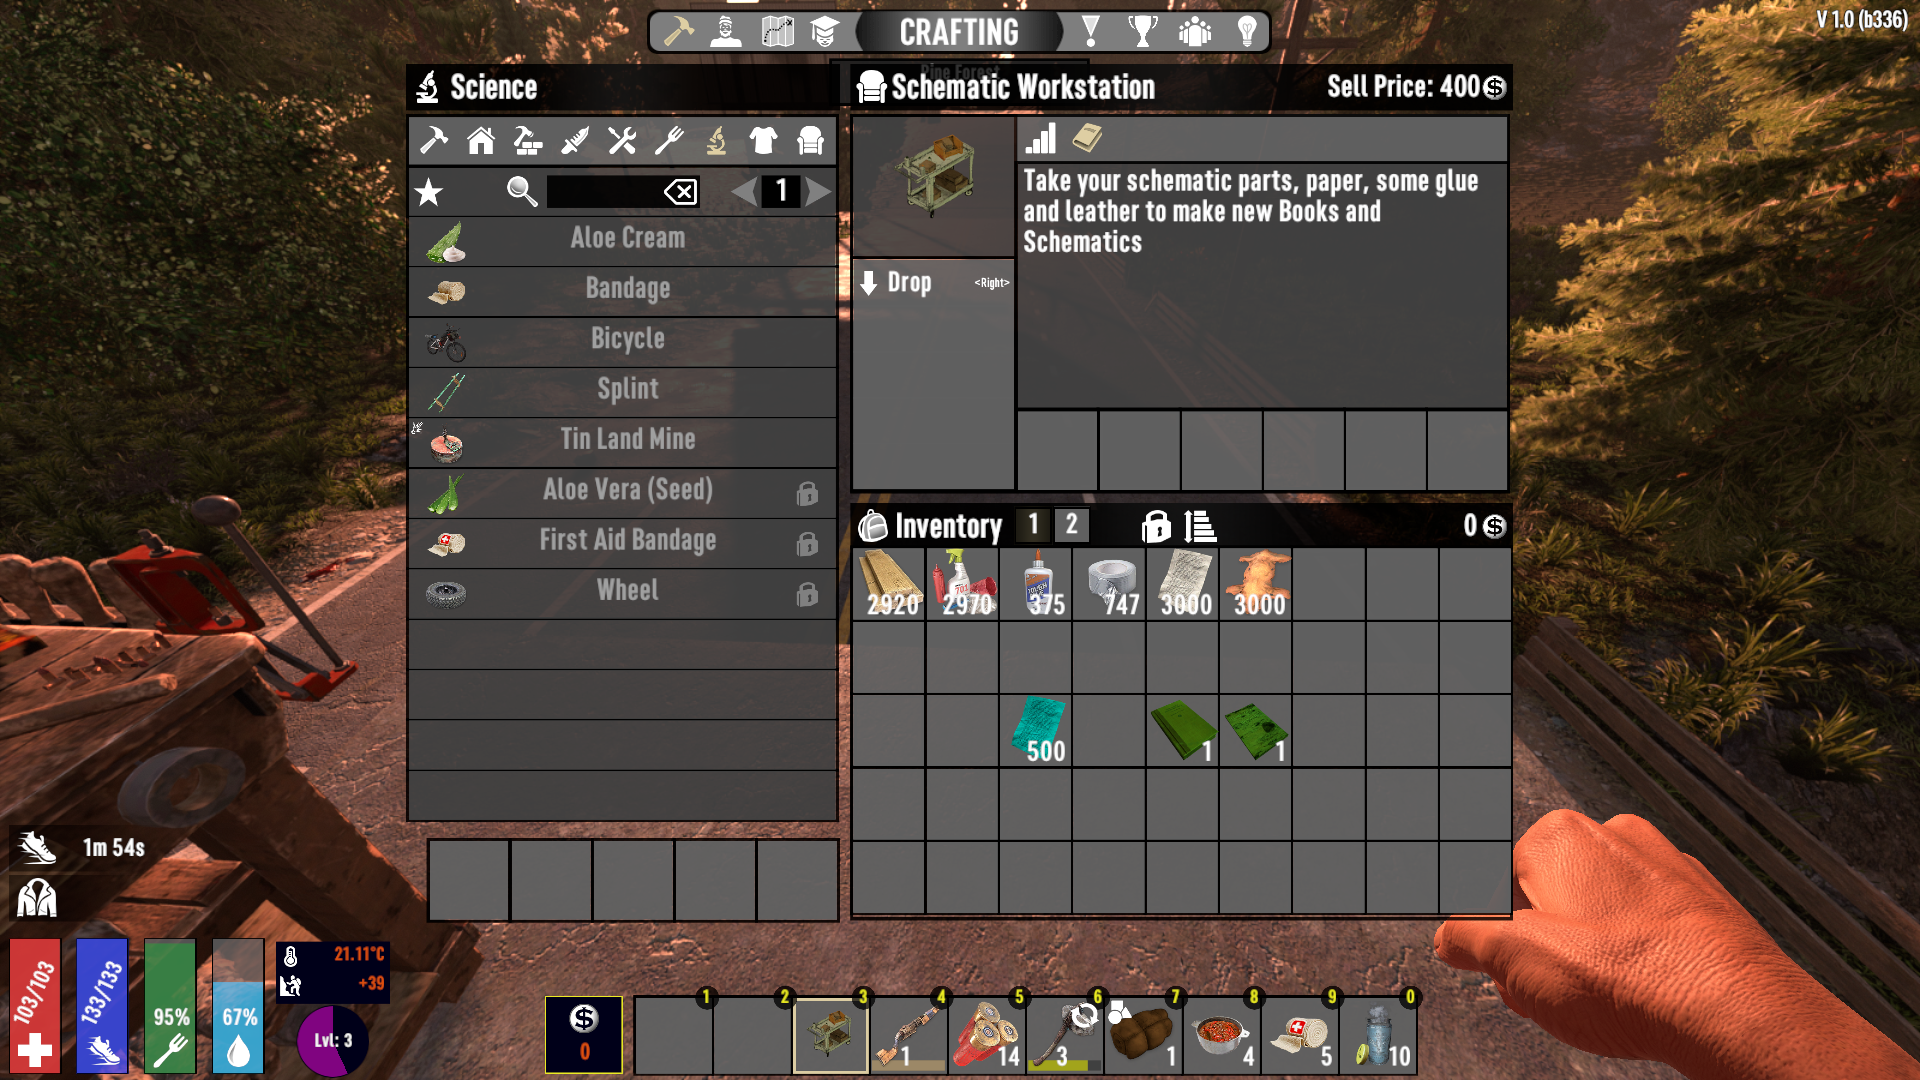 V 1.0 (b336)
CRAFTING
Pine Forest
Science
Schematic Workstation
Sell Price: 400
1
Take your schematic parts, paper, some glue
and leather to make new Books and
Schematics
Drop
<Right>
Aloe Cream
Bandage
Bicycle
Splint
Tin Land Mine
Aloe Vera (Seed)
First Aid Bandage
Wheel
Inventory
1
2
0
2920
2970
375
747
3000
3000
500
1
1
1m 54s
103/103
133/133
95%
67%
21.11°C
+39
Lvl: 3
0
1
2
3
4
5
6
7
8
9
0
1
14
3
1
4
5
10